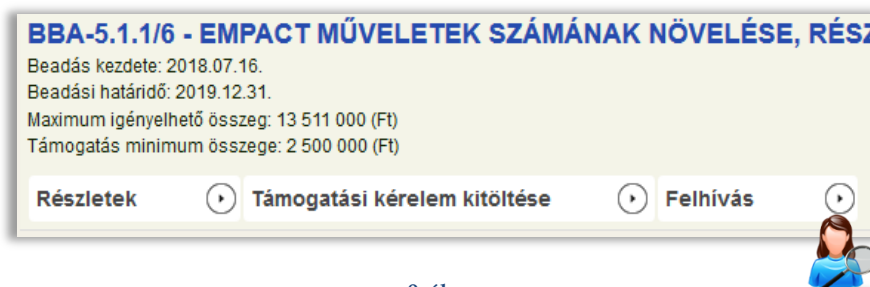 BBA-5.1.1/6 - EMPACT MŰVELETEK SZÁMÁNAK NÖVELÉSE, RÉSZ
Beadás kezdete: 2018.07.16.
Beadási határidő: 2019.12.31.
Maximum igényelhető összeg: 13 511 000 (Ft)
Támogatás minimum összege: 2 500 000 (Ft)
Részletek Támogatási kérelem kitöltése Felhívás